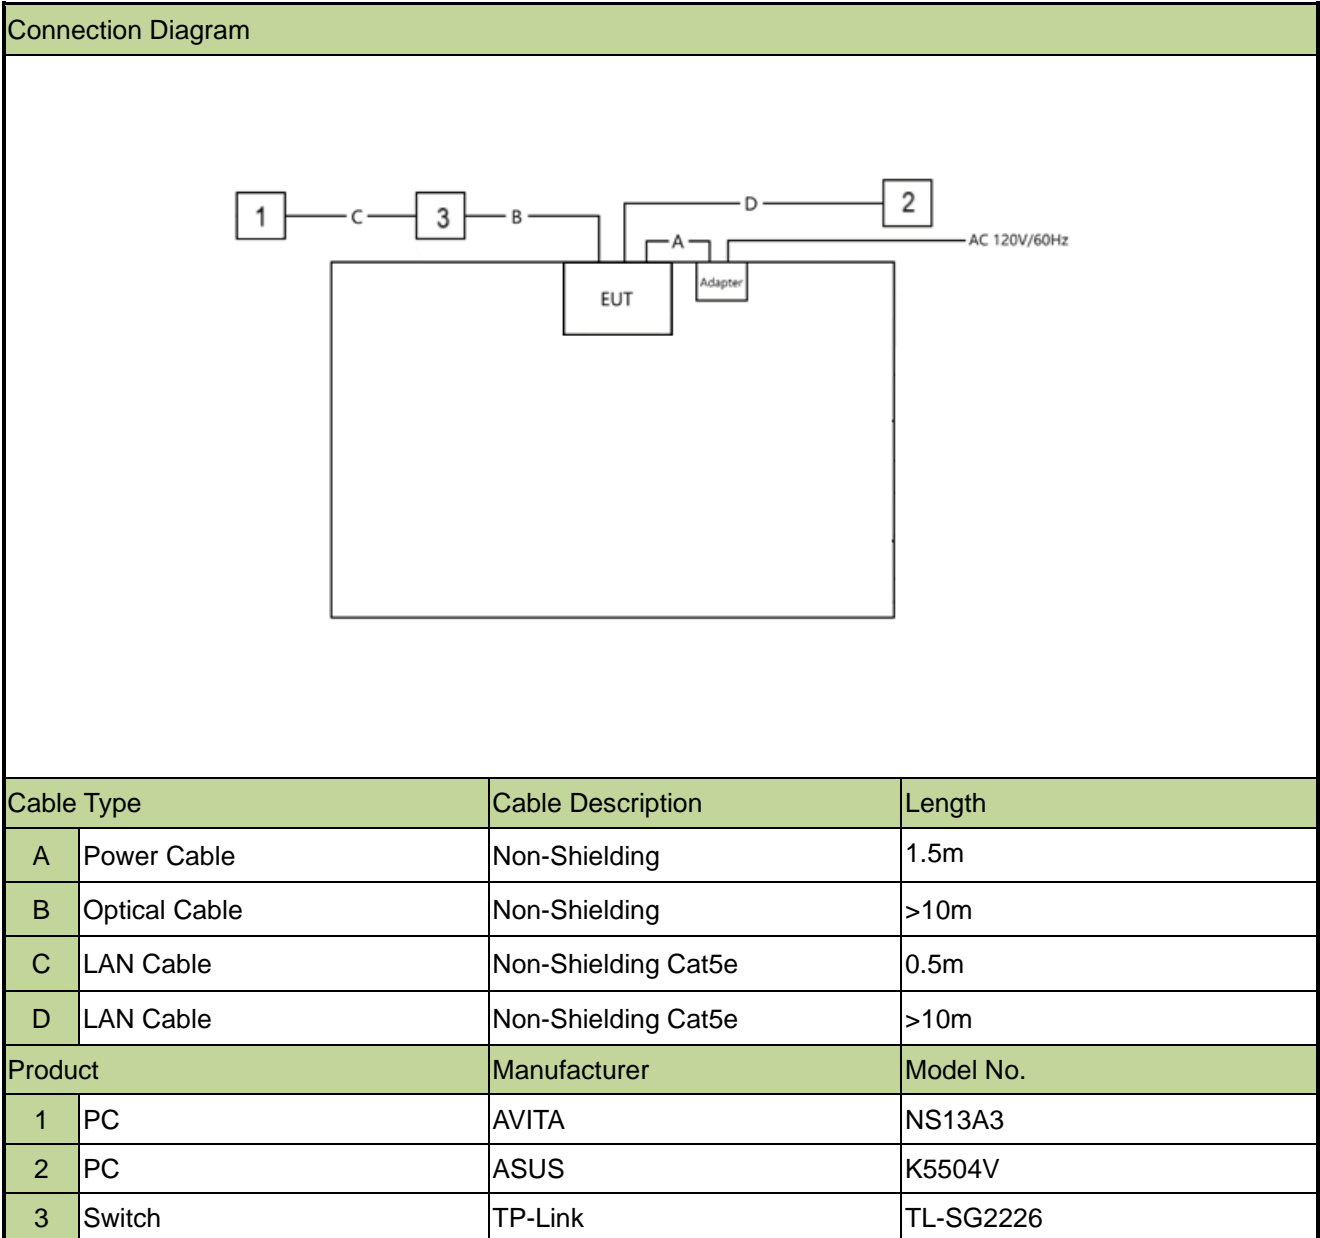 Connection Diagram
1 C 3 B D 2
A AC 120V/60Hz
EUT Adapter
Cable Type Cable Description Length
A Power Cable Non-Shielding 1.5m
B Optical Cable Non-Shielding >10m
C LAN Cable Non-Shielding Cat5e 0.5m
D LAN Cable Non-Shielding Cat5e >10m
Product Manufacturer Model No.
1 PC AVITA NS13A3
2 PC ASUS K5504V
3 Switch TP-Link TL-SG2226